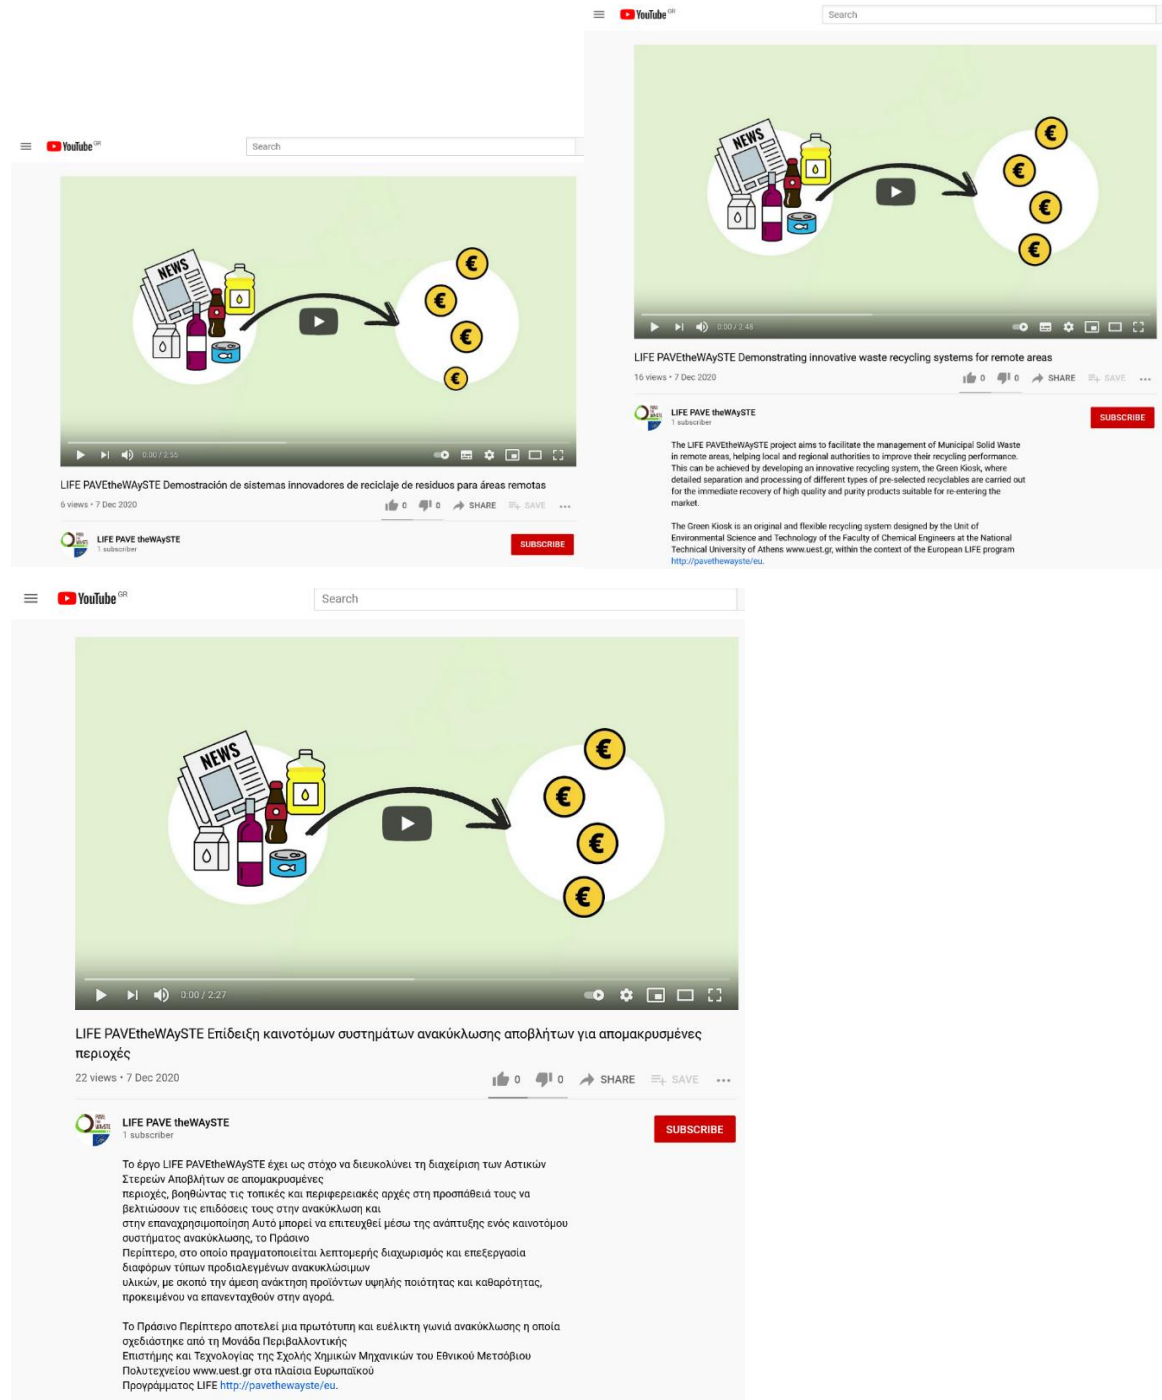 YouTube GR
Search
NEWS
0:00 / 2:55
LIFE PAVEtheWAySTE Demostración de sistemas innovadores de reciclaje de residuos para áreas remotas
6 views • 7 Dec 2020
0 0 SHARE SAVE
LIFE PAVE theWAySTE
1 subscriber
SUBSCRIBE
YouTube GR
Search
NEWS
0:00 / 2:46
LIFE PAVEtheWAySTE Demonstrating innovative waste recycling systems for remote areas
16 views • 7 Dec 2020
0 0 SHARE SAVE
LIFE PAVE theWAySTE
1 subscriber
SUBSCRIBE
The LIFE PAVEtheWAySTE project aims to facilitate the management of Municipal Solid Waste
in remote areas, helping local and regional authorities to improve their recycling performance.
This can be achieved by developing an innovative recycling system, the Green Kiosk, where
detailed separation and processing of different types of pre-selected recyclables are carried out
for the immediate recovery of high quality and purity products suitable for re-entering the
market.
The Green Kiosk is an original and flexible recycling system designed by the Unit of
Environmental Science and Technology of the Faculty of Chemical Engineers at the National
Technical University of Athens www.uest.gr, within the context of the European LIFE program
http://pavethewayste/eu.
YouTube GR
Search
NEWS
0:00 / 2:27
LIFE PAVEtheWAySTE Επίδειξη καινοτόμων συστημάτων ανακύκλωσης αποβλήτων για απομακρυσμένες
περιοχές
22 views • 7 Dec 2020
0 0 SHARE SAVE
LIFE PAVE theWAySTE
1 subscriber
SUBSCRIBE
Το έργο LIFE PAVEtheWAySTE έχει ως στόχο να διευκολύνει τη διαχείριση των Αστικών
Στερεών Αποβλήτων σε απομακρυσμένες
περιοχές, βοηθώντας τις τοπικές και περιφερειακές αρχές στη προσπάθειά τους να
βελτιώσουν τις επιδόσεις τους στην ανακύκλωση και
στην επαναχρησιμοποίηση Αυτό μπορεί να επιτευχθεί μέσω της ανάπτυξης ενός καινοτόμου
συστήματος ανακύκλωσης, το Πράσινο
Περίπτερο, στο οποίο πραγματοποιείται λεπτομερής διαχωρισμός και επεξεργασία
διαφόρων τύπων προδιαλεγμένων ανακυκλώσιμων
υλικών, με σκοπό την άμεση ανάκτηση προϊόντων υψηλής ποιότητας και καθαρότητας,
προκειμένου να επανενταχθούν στην αγορά.
Το Πράσινο Περίπτερο αποτελεί μια πρωτότυπη και ευέλικτη γωνιά ανακύκλωσης η οποία
σχεδιάστηκε από τη Μονάδα Περιβαλλοντικής
Επιστήμης και Τεχνολογίας της Σχολής Χημικών Μηχανικών του Εθνικού Μετσόβιου
Πολυτεχνείου www.uest.gr στα πλαίσια Ευρωπαϊκού
Προγράμματος LIFE http://pavethewayste/eu.